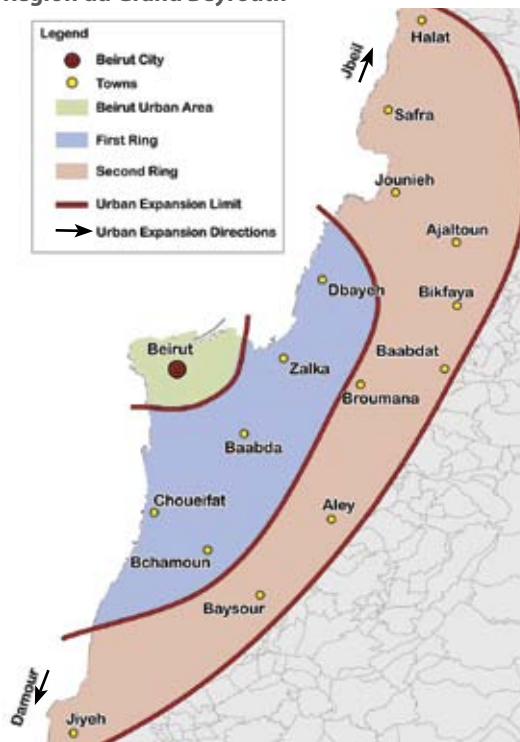 Région du Grand Beyrouth
Legend
Beirut City
Towns
Beirut Urban Area
First Ring
Second Ring
Urban Expansion Limit
Urban Expansion Directions
Jbeil
Halat
Safra
Jounieh
Ajaltoun
Dbayeh
Bikfaya
Beirut
Zalka
Baabdat
Broumana
Baabda
Choueifat
Aley
Bchamoun
Baysour
Damour
Jiyeh